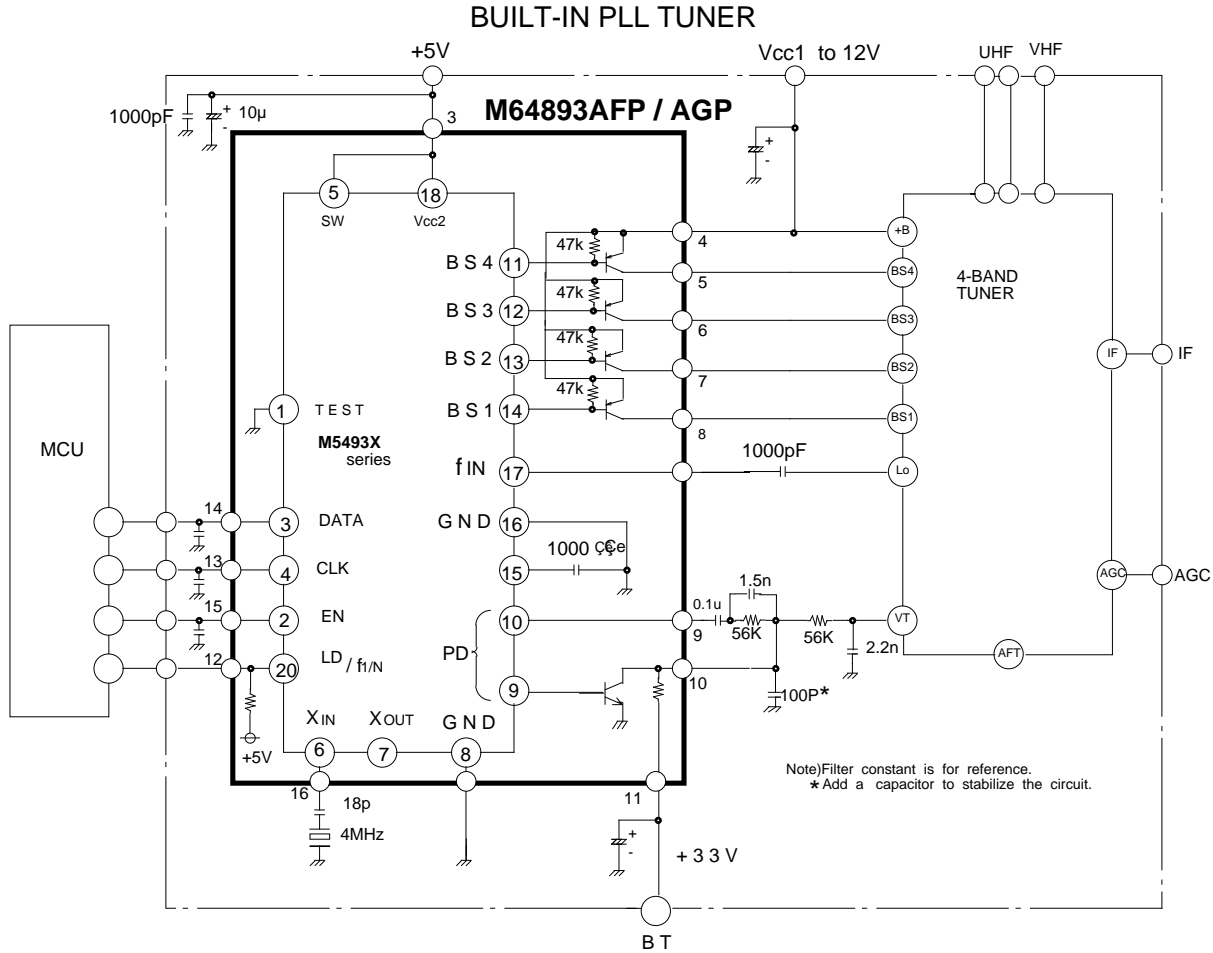 BUILT-IN PLL TUNER
+5V
Vcc1 to 12V
UHF
VHF
1000pF
+
10µ
-
3
M64893AFP / AGP
+
-
5
18
SW
Vcc2
47k
4
+B
B S 4
11
5
BS4
4-BAND
TUNER
47k
B S 3
12
6
BS3
47k
B S 2
13
7
BS2
IF
IF
47k
B S 1
14
8
BS1
1
T E S T
M5493X
series
MCU
f IN
17
1000pF
Lo
14
3
DATA
G N D
16
1000 ÇÇe
13
4
CLK
15
1.5n
AGC
AGC
15
2
EN
10
0.1u
9
56K
56K
VT
2.2n
12
20
LD / f1/N
PD
9
10
100P*
AFT
+5V
X IN
X OUT
G N D
6
7
8
16
11
18p
4MHz
+
-
+ 3 3 V
B T
Note)Filter constant is for reference.
* Add a capacitor to stabilize the circuit.